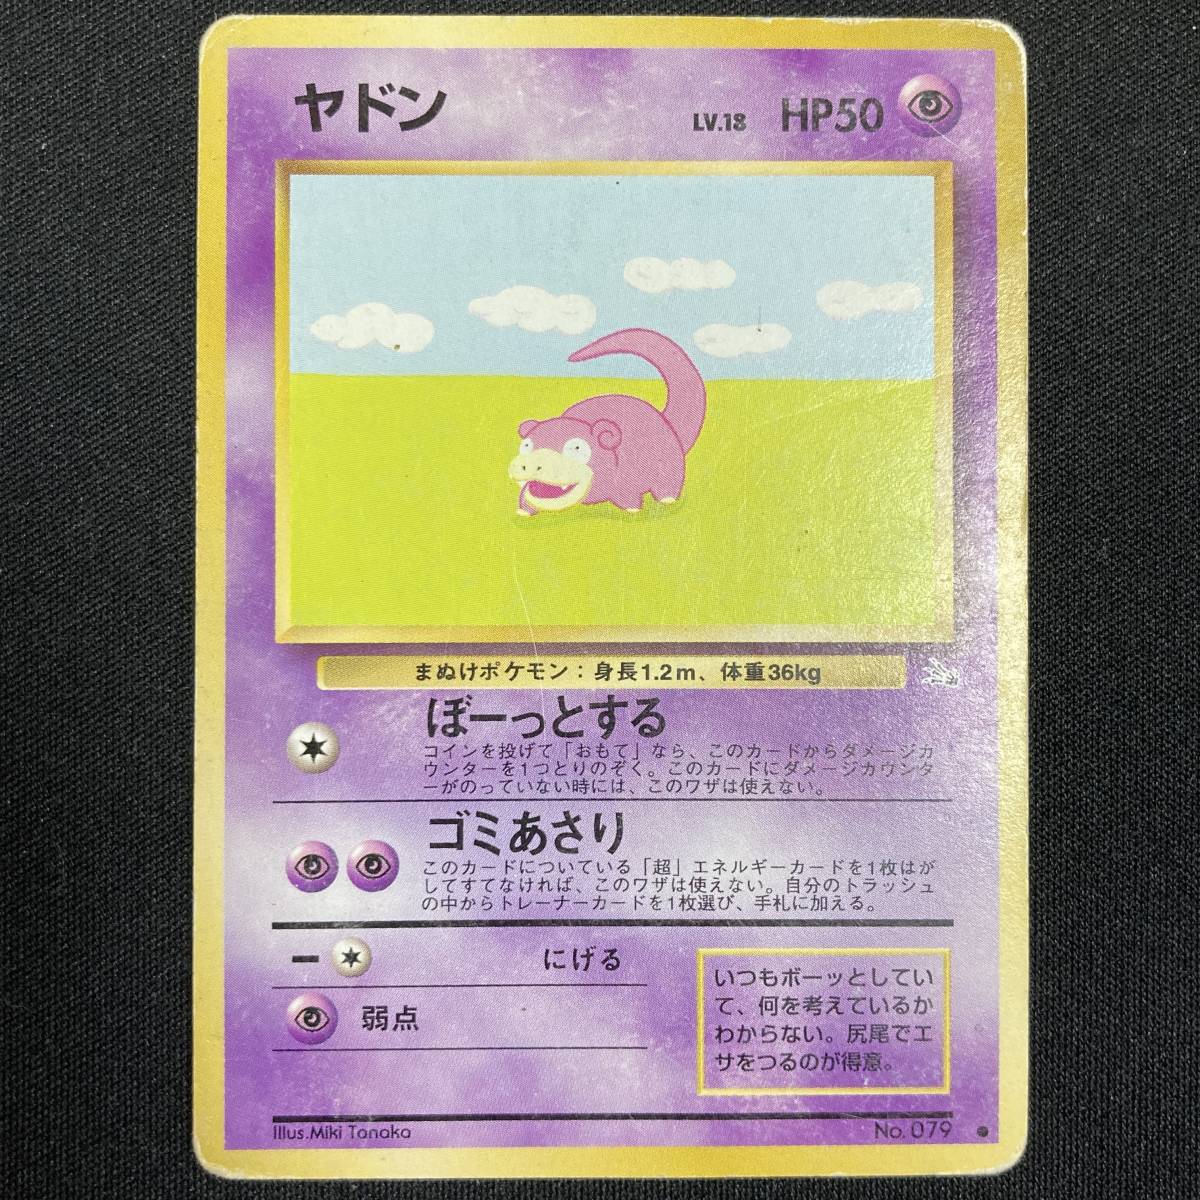 ヤドン LV.18 HP50
まぬけポケモン：身長1.2m、体重36kg
ぼーっとする
コインを投げて「おもて」なら、このカードからダメージカ
ウンターを1つとりのぞく。このカードにダメージカウンタ
ーがのっていない時には、このワザは使えない。
ゴミあさり
このカードについている「超」エネルギーカードを1枚はが
してすてなければ、このワザは使えない。自分のトラッシュ
の中からトレーナーカードを1枚選び、手札に加える。
ー にげる
弱点
いつもボーッとしてい
て、何を考えているか
わからない。尻尾でエ
サをつるのが得意。
Illus.Miki Tanaka No.079